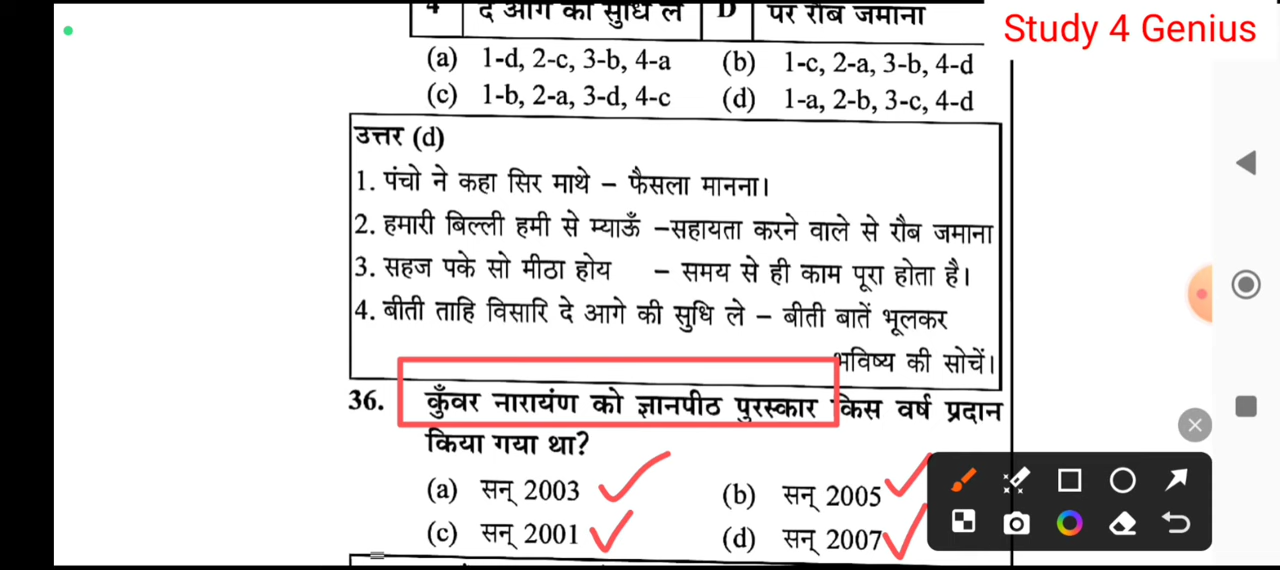 Study 4 Genius
4 दे आगे की सुधि ले D पर रौब जमाना
(a) 1-d, 2-c, 3-b, 4-a (b) 1-c, 2-a, 3-b, 4-d
(c) 1-b, 2-a, 3-d, 4-c (d) 1-a, 2-b, 3-c, 4-d
उत्तर (d)
1. पंचो ने कहा सिर माथे – फैसला मानना।
2. हमारी बिल्ली हमी से म्याऊँ –सहायता करने वाले से रौब जमाना
3. सहज पके सो मीठा होय – समय से ही काम पूरा होता है।
4. बीती ताहि विसारि दे आगे की सुधि ले – बीती बातें भूलकर
भविष्य की सोचें।
36. कुँवर नारायंण को ज्ञानपीठ पुरस्कार किस वर्ष प्रदान
किया गया था?
(a) सन् 2003 (b) सन् 2005
(c) सन् 2001 (d) सन् 2007